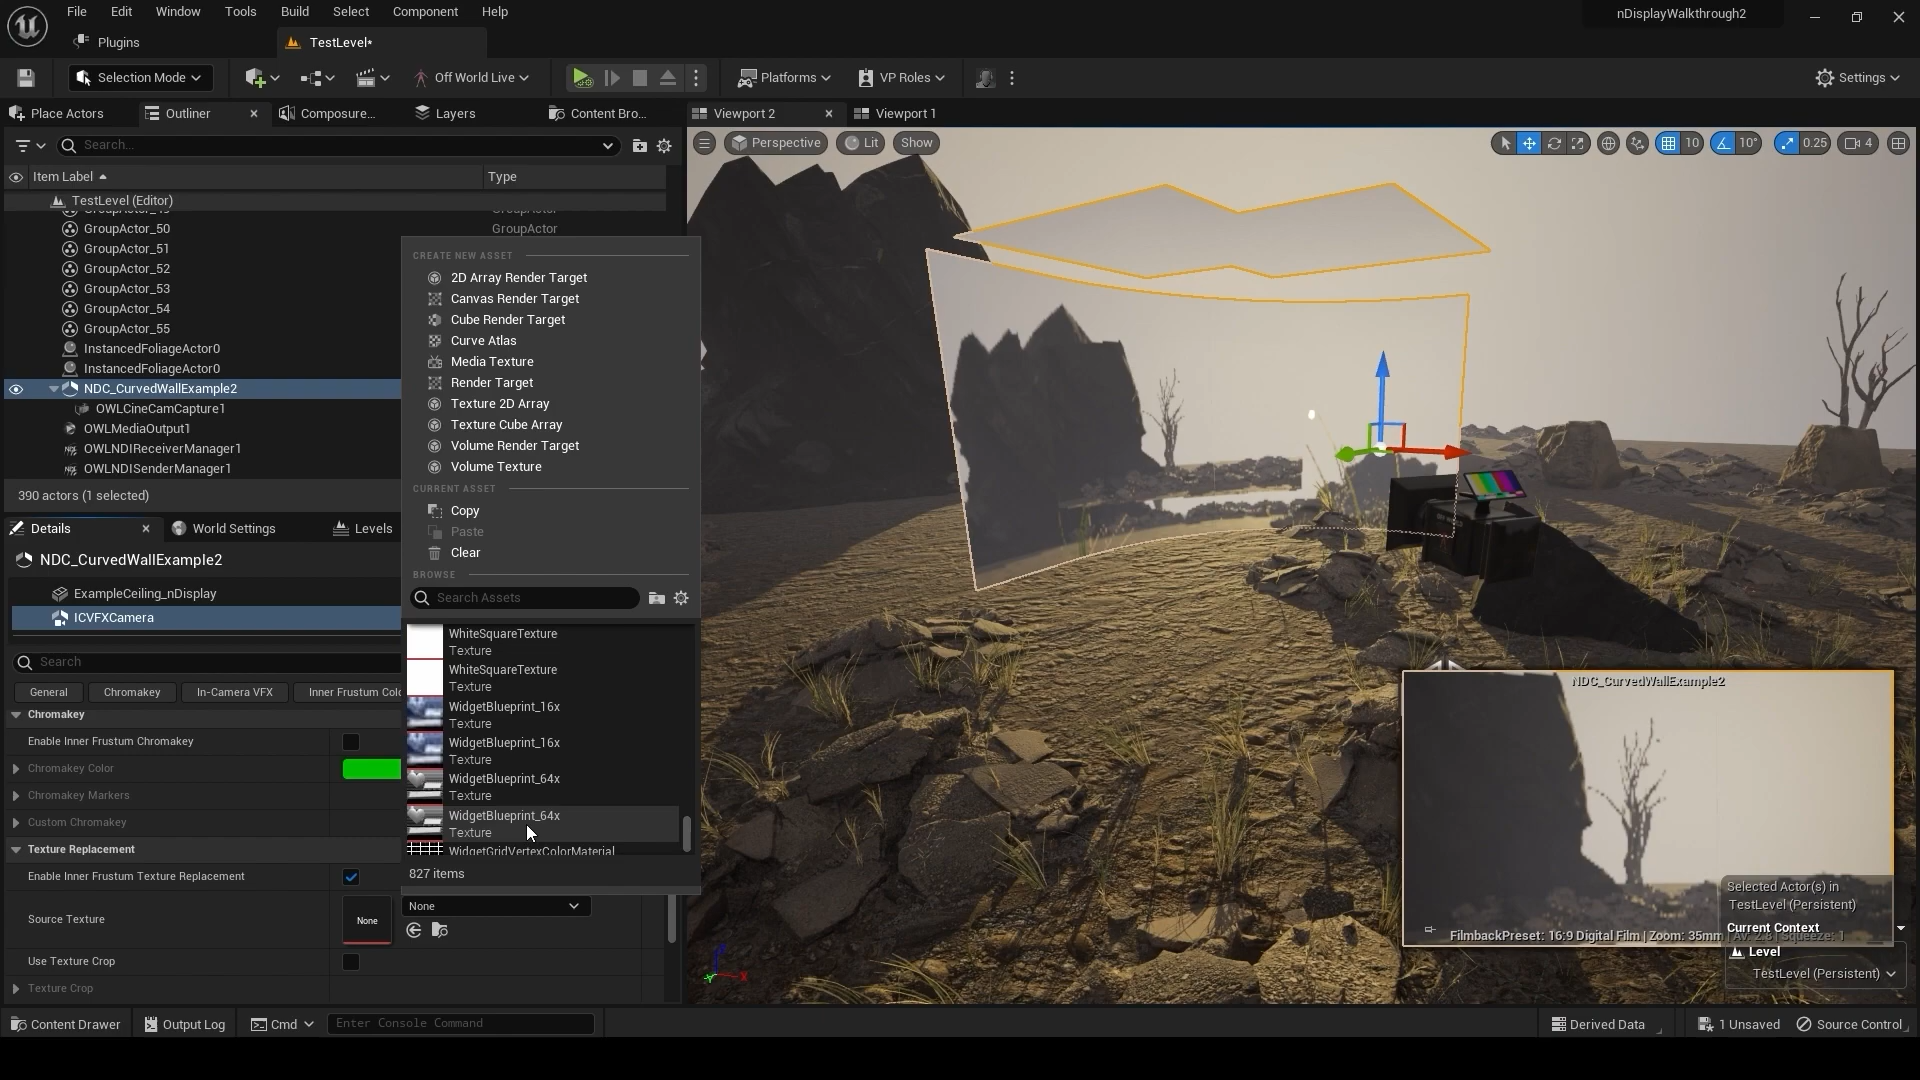 File Edit Window Tools Build Select Component Help
nDisplayWalkthrough2
Plugins
TestLevel*
Selection Mode
Off World Live
Platforms
VP Roles
Settings
Place Actors
Outliner
Composure...
Layers
Content Bro...
Viewport 2
Viewport 1
Search...
Perspective
Lit
Show
10
10°
0.25
4
Item Label
Type
TestLevel (Editor)
GroupActor_50
GroupActor
GroupActor_51
GroupActor_52
GroupActor_53
GroupActor_54
GroupActor_55
InstancedFoliageActor0
InstancedFoliageActor0
NDC_CurvedWallExample2
OWLCineCamCapture1
OWLMediaOutput1
OWLNDIReceiverManager1
OWLNDISenderManager1
390 actors (1 selected)
Details
World Settings
Levels
NDC_CurvedWallExample2
ExampleCeiling_nDisplay
ICVFXCamera
Search
General
Chromakey
In-Camera VFX
Inner Frustum Colo
Chromakey
Enable Inner Frustum Chromakey
Chromakey Color
Chromakey Markers
Custom Chromakey
Texture Replacement
Enable Inner Frustum Texture Replacement
Source Texture
None
None
Use Texture Crop
Texture Crop
CREATE NEW ASSET
2D Array Render Target
Canvas Render Target
Cube Render Target
Curve Atlas
Media Texture
Render Target
Texture 2D Array
Texture Cube Array
Volume Render Target
Volume Texture
CURRENT ASSET
Copy
Paste
Clear
BROWSE
Search Assets
WhiteSquareTexture
Texture
WhiteSquareTexture
Texture
WidgetBlueprint_16x
Texture
WidgetBlueprint_16x
Texture
WidgetBlueprint_64x
Texture
WidgetBlueprint_64x
Texture
WidgetGridVertexColorMaterial
827 items
NDC_CurvedWallExample2
Selected Actor(s) in
TestLevel (Persistent)
Current Context
FilmbackPreset: 16:9 Digital Film | Zoom: 35mm | Av: 2.8 | Squeeze: 1
Level
TestLevel (Persistent)
Content Drawer
Output Log
Cmd
Enter Console Command
Derived Data
1 Unsaved
Source Control